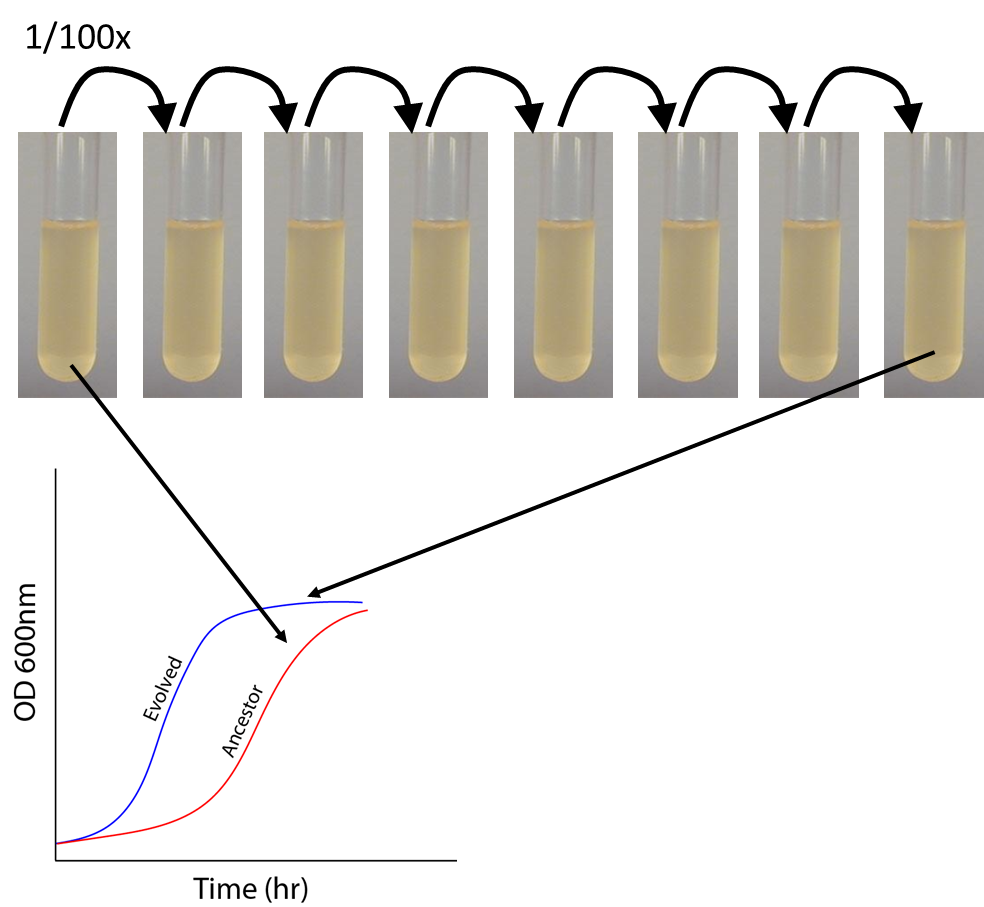 1/100x
OD 600nm
Evolved
Ancestor
Time (hr)